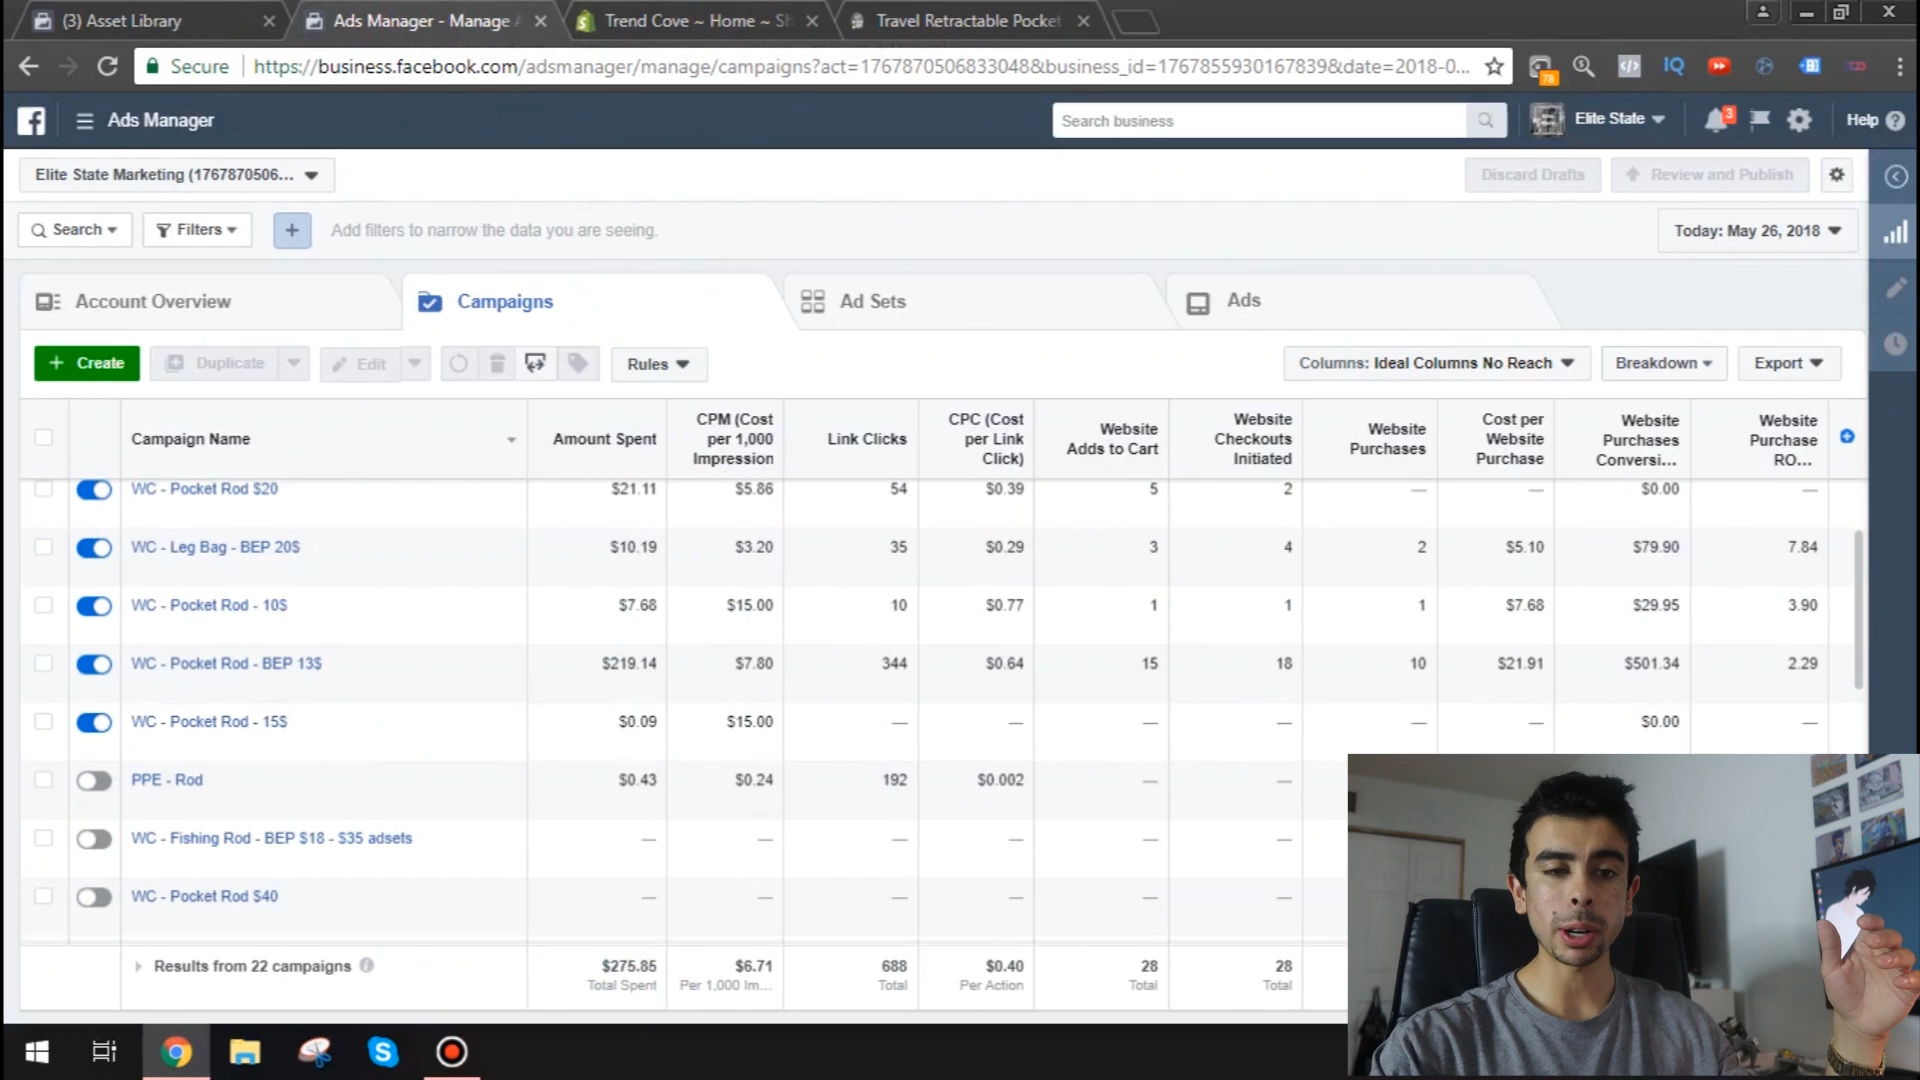 (3) Asset Library
Ads Manager - Manage
Trend Cove ~ Home ~ Sh
Travel Retractable Pocket
Secure
https://business.facebook.com/adsmanager/manage/campaigns?act=1767870506833048&business_id=1767855930167839&date=2018-0...
78
IQ
Ads Manager
Search business
Elite State
3
Help
Elite State Marketing (1767870506...
Discard Drafts
Review and Publish
Search
Filters
Add filters to narrow the data you are seeing.
Today: May 26, 2018
Account Overview
Campaigns
Ad Sets
Ads
+ Create
Duplicate
Edit
Rules
Columns: Ideal Columns No Reach
Breakdown
Export
Campaign Name
Amount Spent
CPM (Cost per 1,000 Impression
Link Clicks
CPC (Cost per Link Click)
Website Adds to Cart
Website Checkouts Initiated
Website Purchases
Cost per Website Purchase
Website Purchases Conversi...
Website Purchase RO...
WC - Pocket Rod $20 $21.11 $5.86 54 $0.39 5 2 — — $0.00 —
WC - Leg Bag - BEP 20$ $10.19 $3.20 35 $0.29 3 4 2 $5.10 $79.90 7.84
WC - Pocket Rod - 10$ $7.68 $15.00 10 $0.77 1 1 1 $7.68 $29.95 3.90
WC - Pocket Rod - BEP 13$ $219.14 $7.80 344 $0.64 15 18 10 $21.91 $501.34 2.29
WC - Pocket Rod - 15$ $0.09 $15.00 — — — — — — $0.00 —
PPE - Rod $0.43 $0.24 192 $0.002 — —
WC - Fishing Rod - BEP $18 - $35 adsets — — — — — —
WC - Pocket Rod $40 — — — — — —
Results from 22 campaigns $275.85 $6.71 688 $0.40 28 28
Total Spent Per 1,000 Im... Total Per Action Total Total